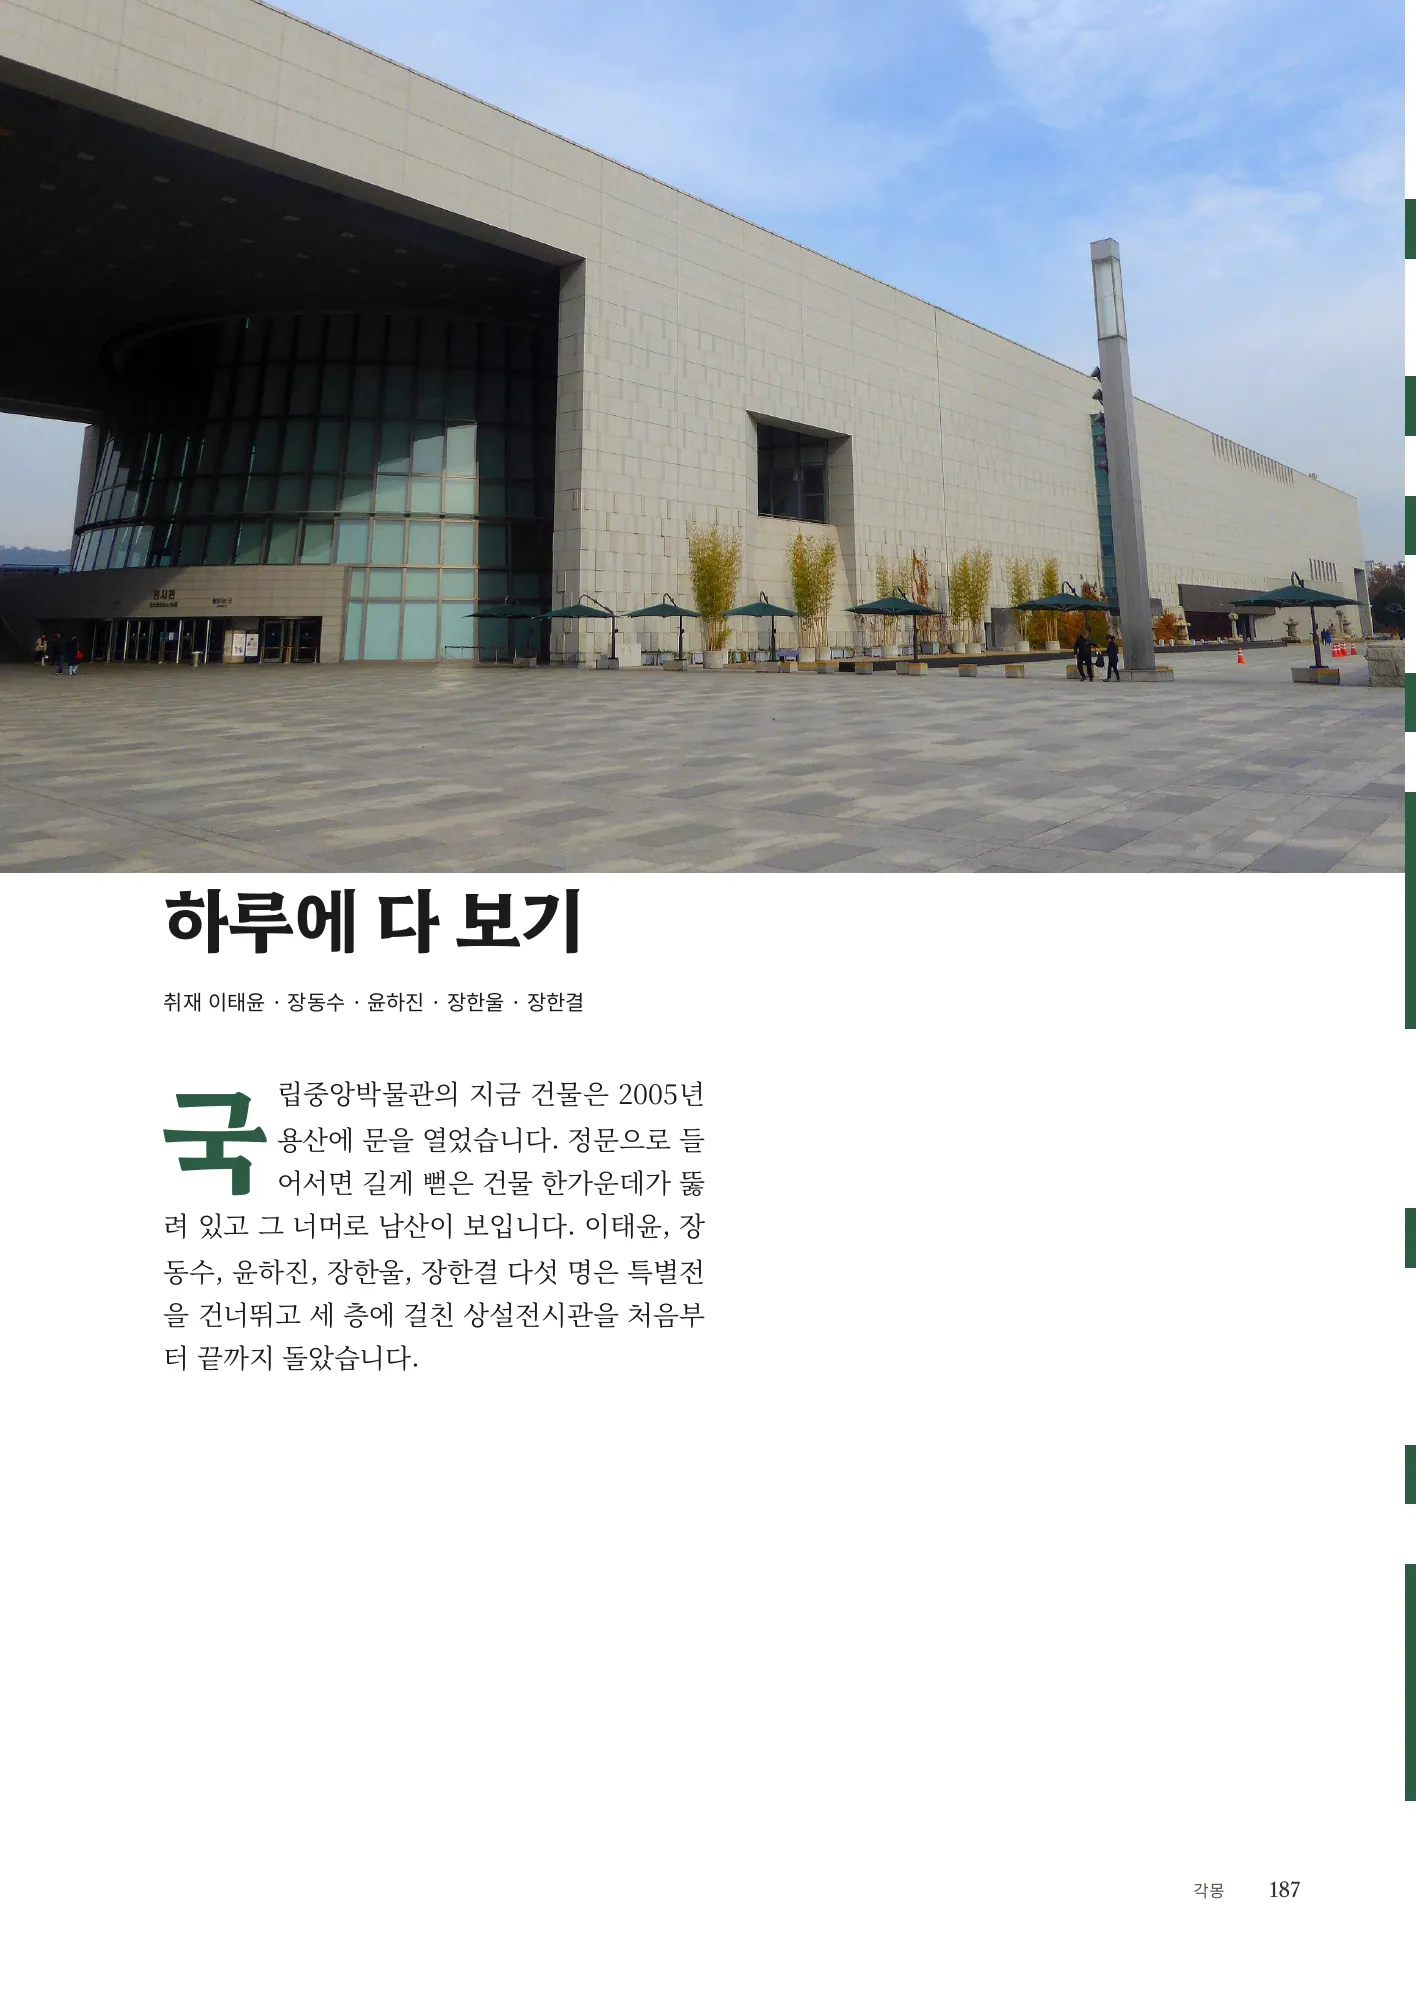 전시관
하루에 다 보기
취재 이태윤 · 장동수 · 윤하진 · 장한울 · 장한결
국립중앙박물관의 지금 건물은 2005년
용산에 문을 열었습니다. 정문으로 들
어서면 길게 뻗은 건물 한가운데가 뚫
려 있고 그 너머로 남산이 보입니다. 이태윤, 장
동수, 윤하진, 장한울, 장한결 다섯 명은 특별전
을 건너뛰고 세 층에 걸친 상설전시관을 처음부
터 끝까지 돌았습니다.
각몽 187